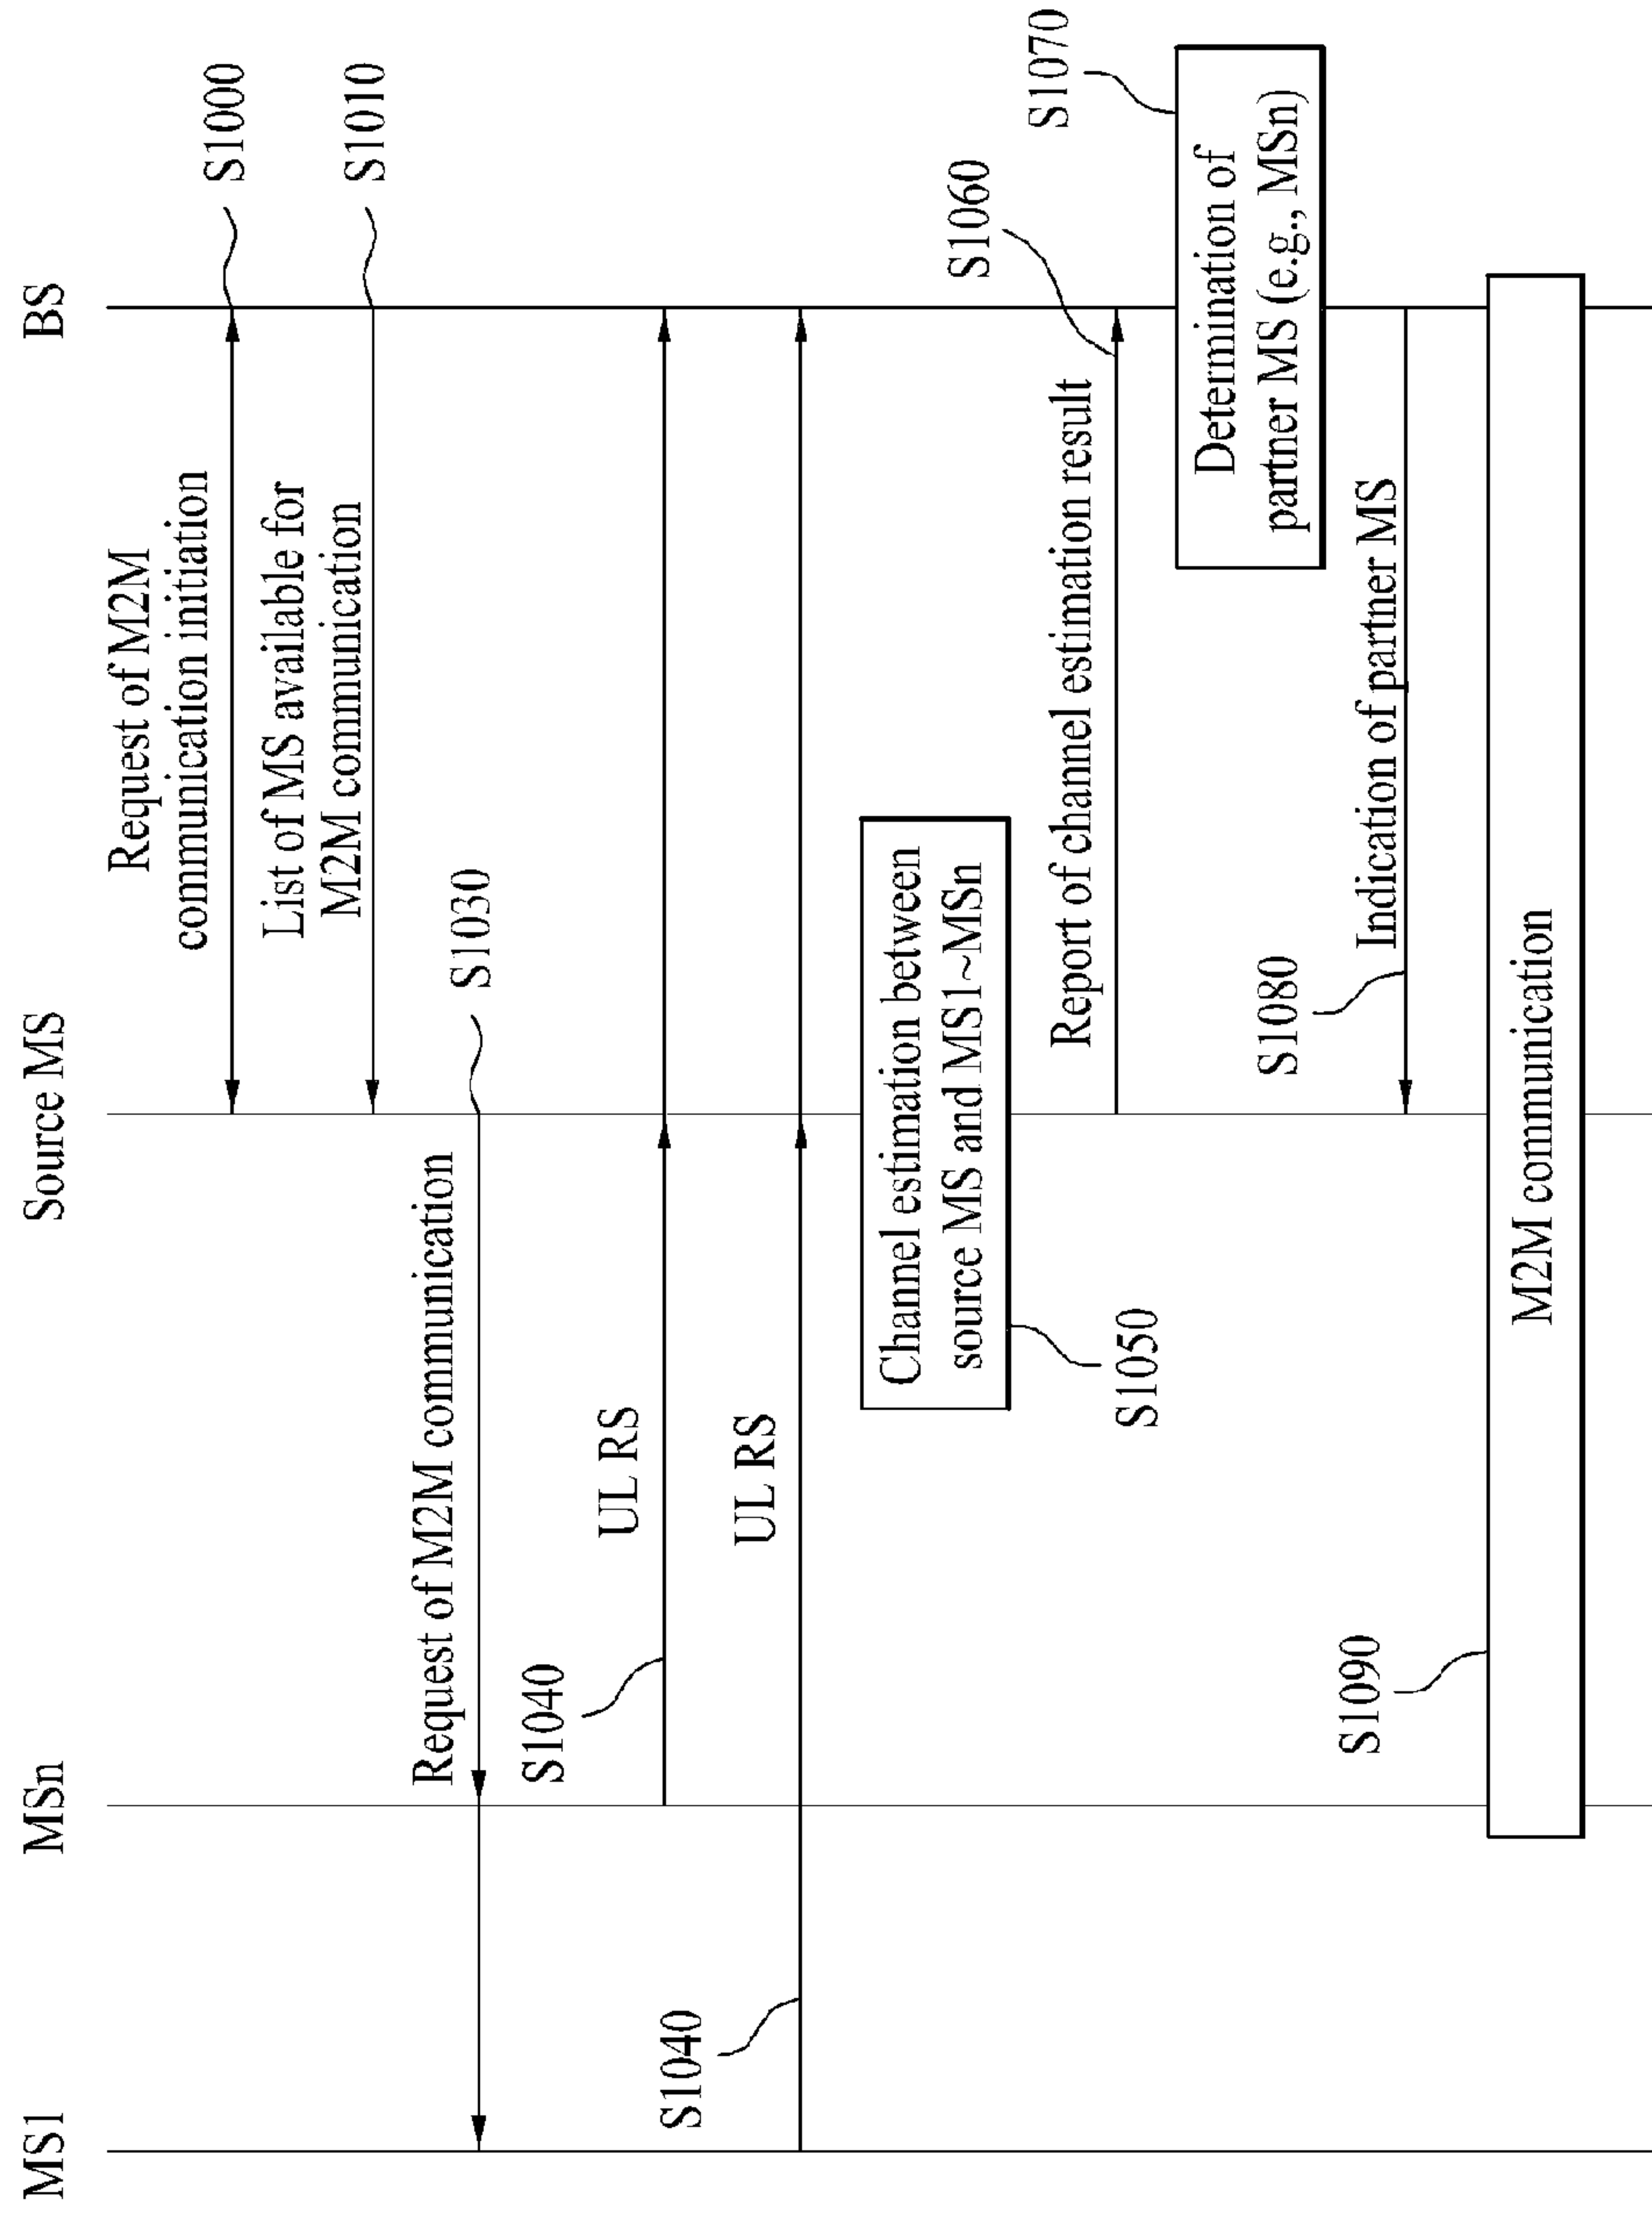 MS1
MSn
Source MS
BS
Request of M2M
communication initiation
S1000
List of MS available for
M2M communication
S1010
Request of M2M communication
S1030
S1040
UL RS
S1040
UL RS
Channel estimation between
source MS and MS1~MSn
S1050
Report of channel estimation result
S1060
Determination of
partner MS (e.g., MSn)
S1070
S1080
Indication of partner MS
S1090
M2M communication